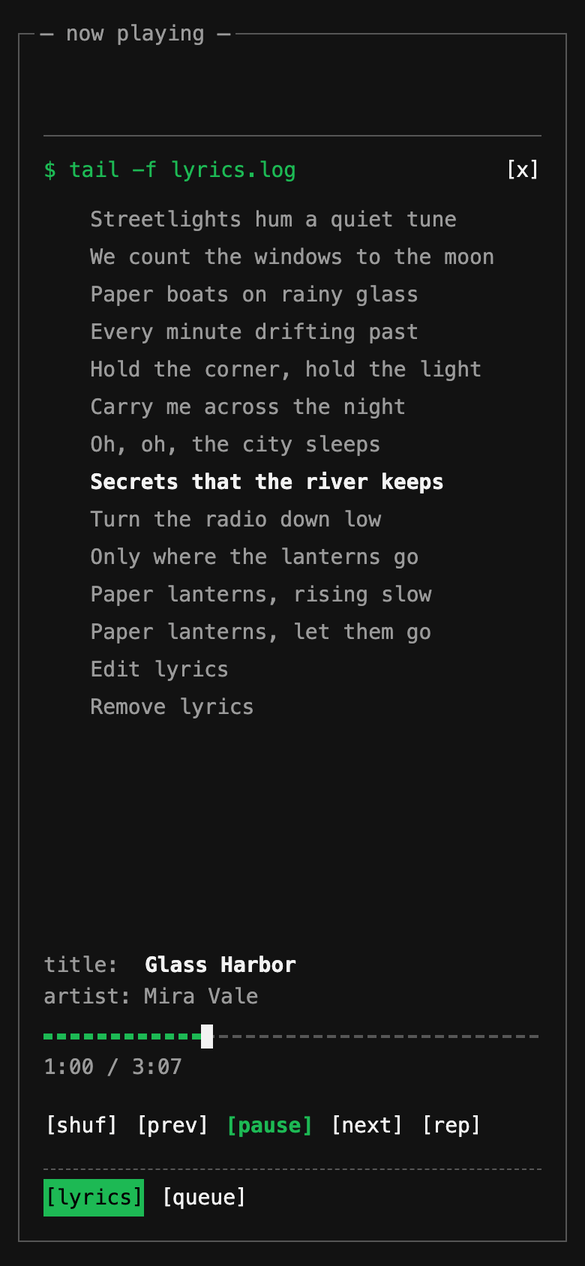 — now playing —
$ tail -f lyrics.log [x]
Streetlights hum a quiet tune
We count the windows to the moon
Paper boats on rainy glass
Every minute drifting past
Hold the corner, hold the light
Carry me across the night
Oh, oh, the city sleeps
Secrets that the river keeps
Turn the radio down low
Only where the lanterns go
Paper lanterns, rising slow
Paper lanterns, let them go
Edit lyrics
Remove lyrics
title: Glass Harbor
artist: Mira Vale
1:00 / 3:07
[shuf] [prev] [pause] [next] [rep]
[lyrics] [queue]